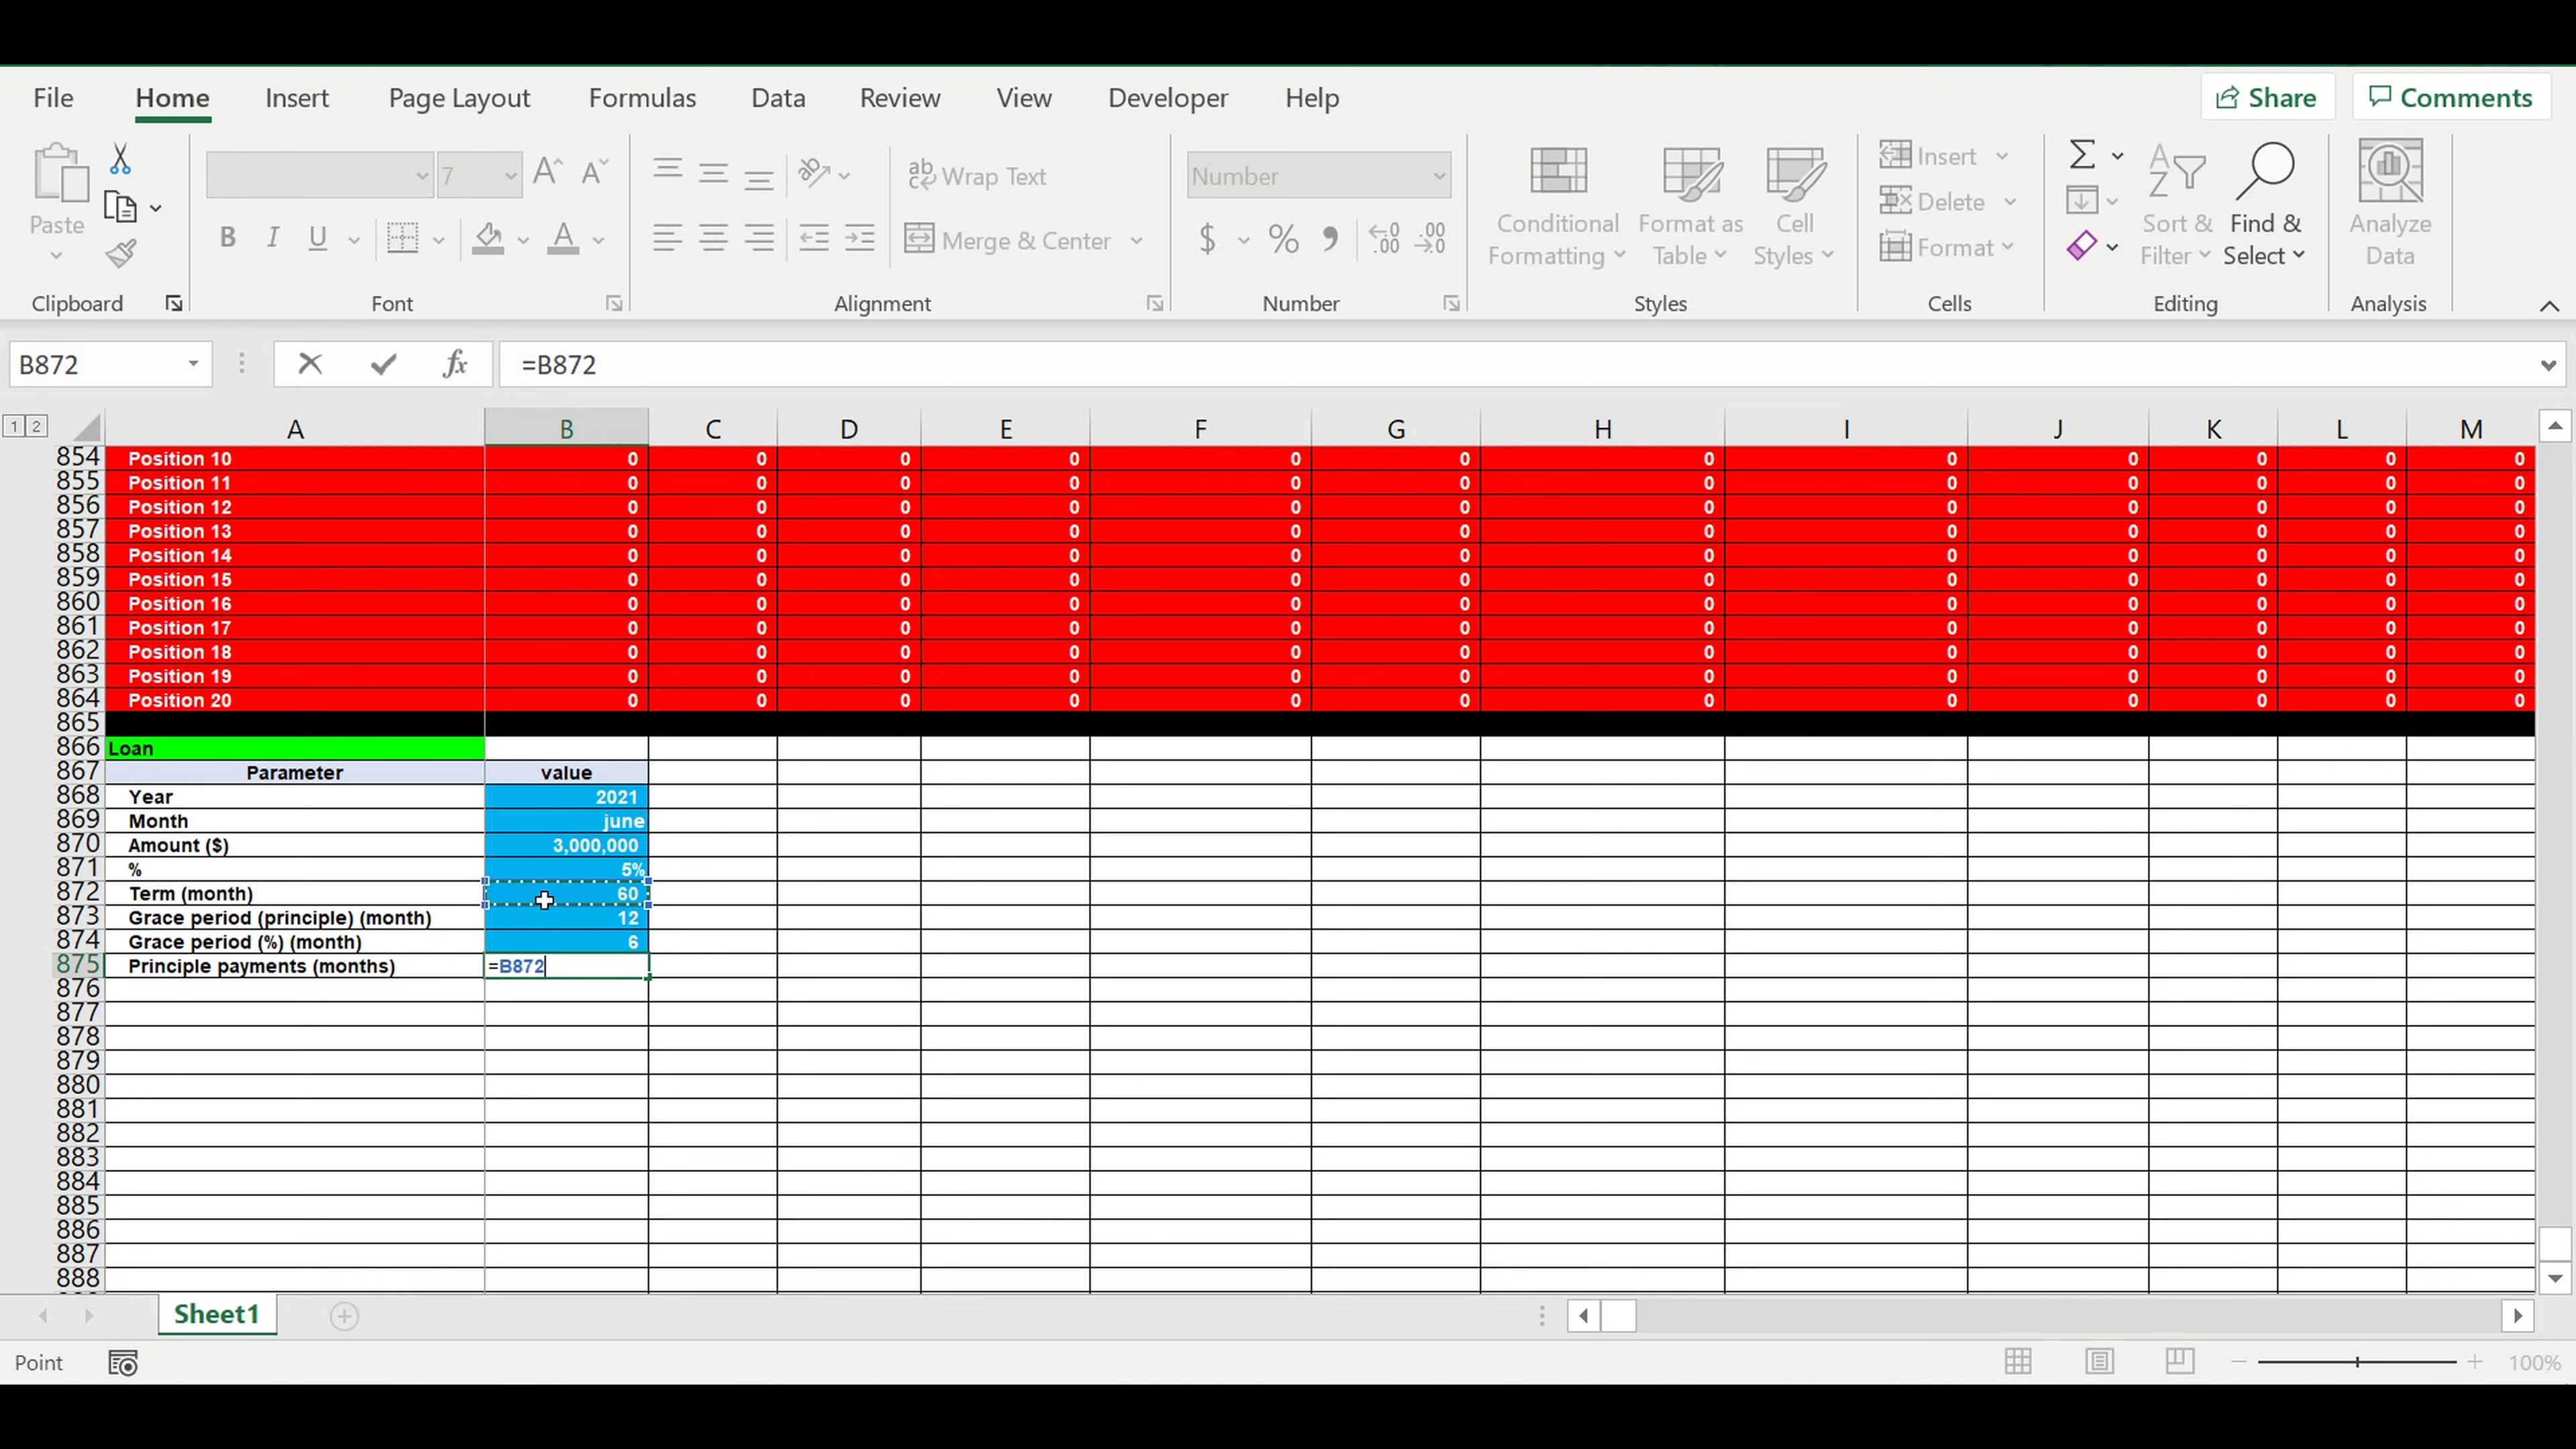 File Home Insert Page Layout Formulas Data Review View Developer Help Share Comments
Paste 7 A A ab Wrap Text Number Insert
B I U A Merge & Center $ % , .00 .0 Conditional Formatting Format as Table Cell Styles Delete Format Sort & Filter Find & Select Analyze Data
Clipboard Font Alignment Number Styles Cells Editing Analysis
B872 fx =B872
1 2
A B C D E F G H I J K L M
854 Position 10 0 0 0 0 0 0 0 0 0 0 0 0
855 Position 11 0 0 0 0 0 0 0 0 0 0 0 0
856 Position 12 0 0 0 0 0 0 0 0 0 0 0 0
857 Position 13 0 0 0 0 0 0 0 0 0 0 0 0
858 Position 14 0 0 0 0 0 0 0 0 0 0 0 0
859 Position 15 0 0 0 0 0 0 0 0 0 0 0 0
860 Position 16 0 0 0 0 0 0 0 0 0 0 0 0
861 Position 17 0 0 0 0 0 0 0 0 0 0 0 0
862 Position 18 0 0 0 0 0 0 0 0 0 0 0 0
863 Position 19 0 0 0 0 0 0 0 0 0 0 0 0
864 Position 20 0 0 0 0 0 0 0 0 0 0 0 0
865
866 Loan
867 Parameter value
868 Year 2021
869 Month june
870 Amount ($) 3,000,000
871 % 5%
872 Term (month) 60
873 Grace period (principle) (month) 12
874 Grace period (%) (month) 6
875 Principle payments (months) =B872
876
877
878
879
880
881
882
883
884
885
886
887
888
Sheet1
Point 100%